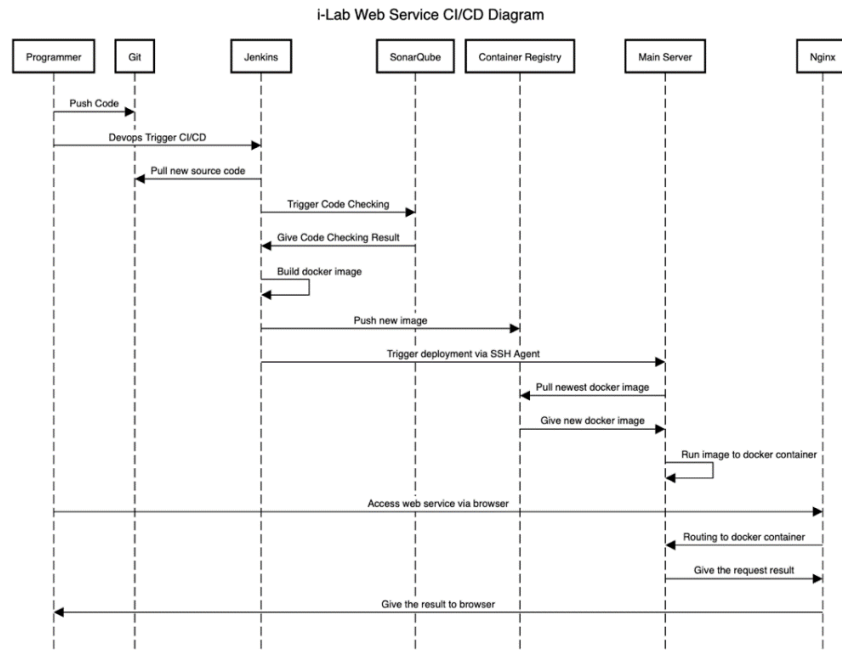 i-Lab Web Service CI/CD Diagram
Programmer
Git
Jenkins
SonarQube
Container Registry
Main Server
Nginx
Push Code
Devops Trigger CI/CD
Pull new source code
Trigger Code Checking
Give Code Checking Result
Build docker image
Push new image
Trigger deployment via SSH Agent
Pull newest docker image
Give new docker image
Run image to docker container
Access web service via browser
Routing to docker container
Give the request result
Give the result to browser